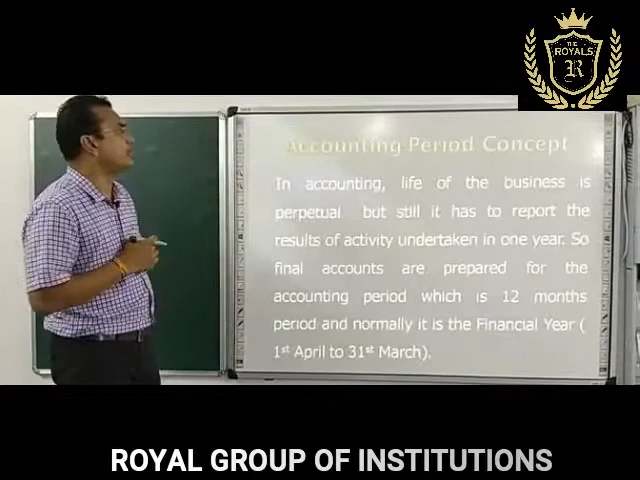 THE
ROYALS
R
Accounting Period Concept
In accounting, life of the business is
perpetual but still it has to report the
results of activity undertaken in one year. So
final accounts are prepared for the
accounting period which is 12 months
period and normally it is the Financial Year (
1st April to 31st March).
ROYAL GROUP OF INSTITUTIONS